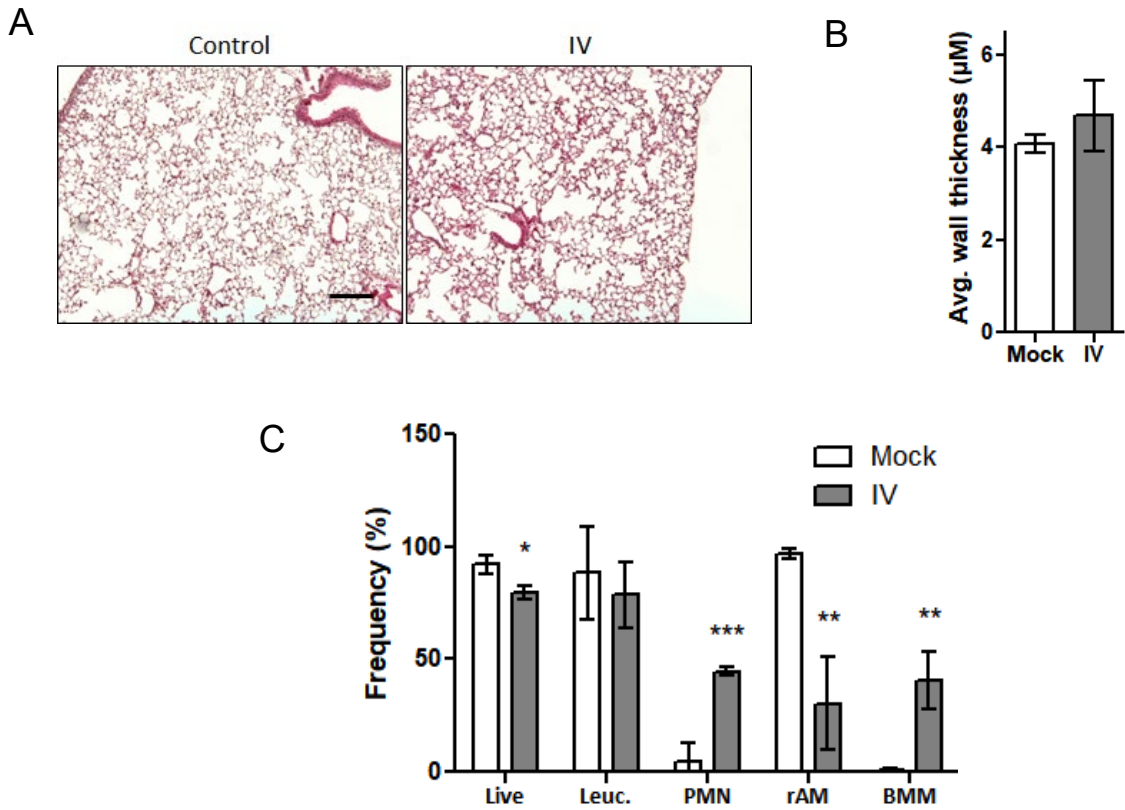 A
Control
IV
B
Avg. wall thickness (µM)
6
4
2
0
Mock
IV
C
Frequency (%)
150
100
50
0
Mock
IV
*
***
**
**
Live
Leuc.
PMN
rAM
BMM